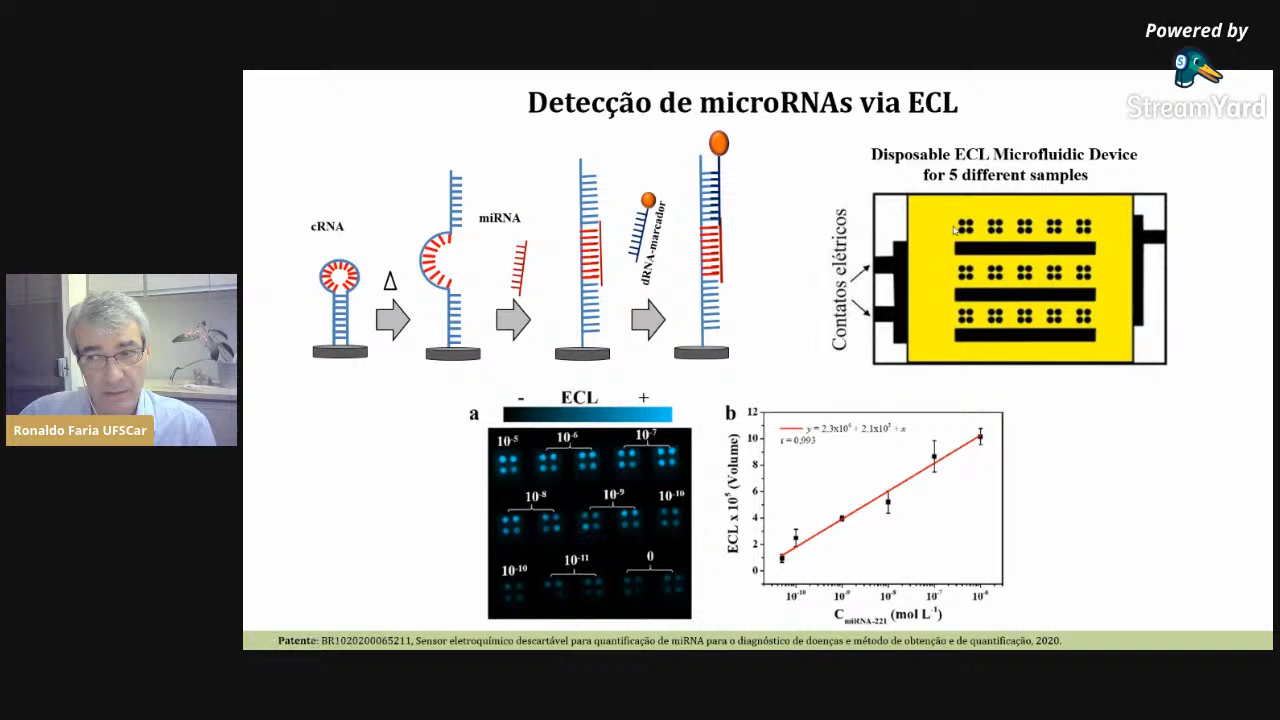 Powered by
StreamYard
Detecção de microRNAs via ECL
Disposable ECL Microfluidic Device
for 5 different samples
cRNA
Δ
miRNA
dRNA-marcador
Contatos elétricos
Ronaldo Faria UFSCar
a
- ECL +
10⁻⁵ 10⁻⁶ 10⁻⁷
10⁻⁸ 10⁻⁹ 10⁻¹⁰
10⁻¹⁰ 10⁻¹¹ 0
b
y = 2.3x10⁶ + 2.1x10⁵ * x
r = 0,993
ECL x 10⁵ (Volume)
12
10
8
6
4
2
0
10⁻¹⁰ 10⁻⁹ 10⁻⁸ 10⁻⁷ 10⁻⁶
C miRNA-221 (mol L⁻¹)
Patente: BR1020200065211, Sensor eletroquímico descartável para quantificação de miRNA para o diagnóstico de doenças e método de obtenção e de quantificação, 2020.